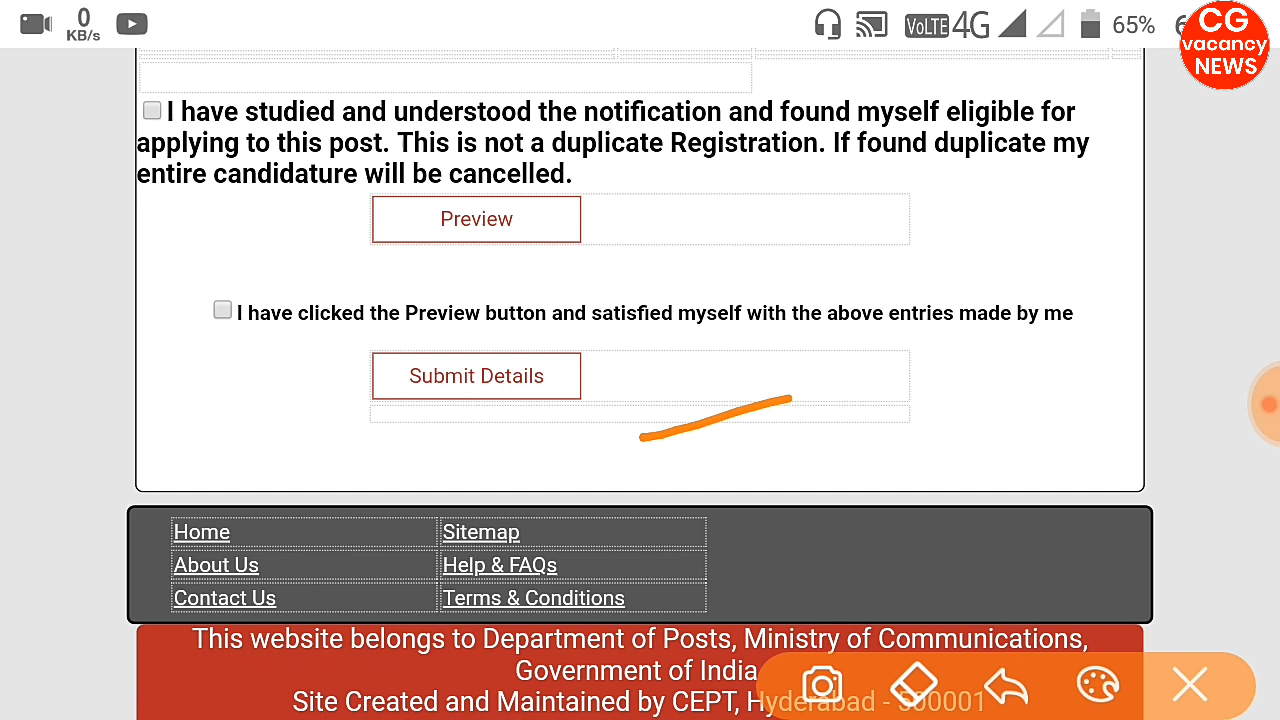 0
KB/s
VoLTE 4G 65% 6
CG
vacancy
NEWS
I have studied and understood the notification and found myself eligible for
applying to this post. This is not a duplicate Registration. If found duplicate my
entire candidature will be cancelled.
Preview
I have clicked the Preview button and satisfied myself with the above entries made by me
Submit Details
Home Sitemap
About Us Help & FAQs
Contact Us Terms & Conditions
This website belongs to Department of Posts, Ministry of Communications,
Government of India
Site Created and Maintained by CEPT, Hyderabad - 500001